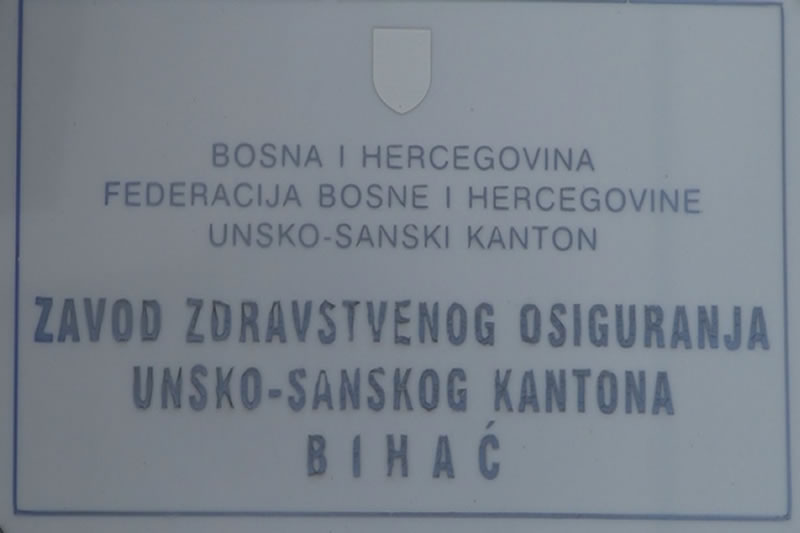 BOSNA I HERCEGOVINA
FEDERACIJA BOSNE I HERCEGOVINE
UNSKO-SANSKI KANTON
ZAVOD ZDRAVSTVENOG OSIGURANJA
UNSKO-SANSKOG KANTONA
BIHAĆ